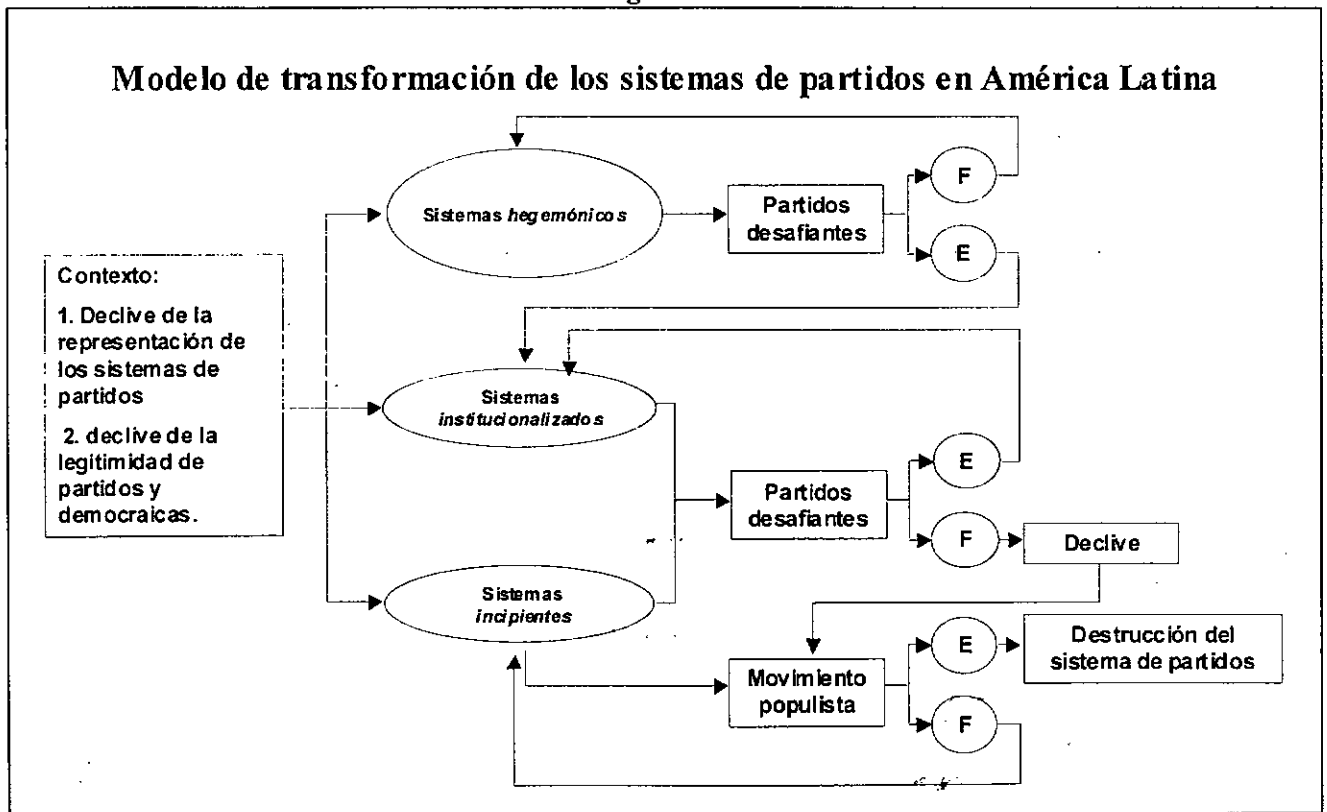 Modelo de transformación de los sistemas de partidos en América Latina
Sistemas hegemónicos
Partidos
desafiantes
F
E
Contexto:
1. Declive de la
representación de
los sistemas de
partidos
2. declive de la
legitimidad de
partidos y
democraicas.
Sistemas
institucionalizados
Partidos
desafiantes
E
F
Declive
Sistemas
incipientes
Movimiento
populista
E
F
Destrucción del
sistema de partidos